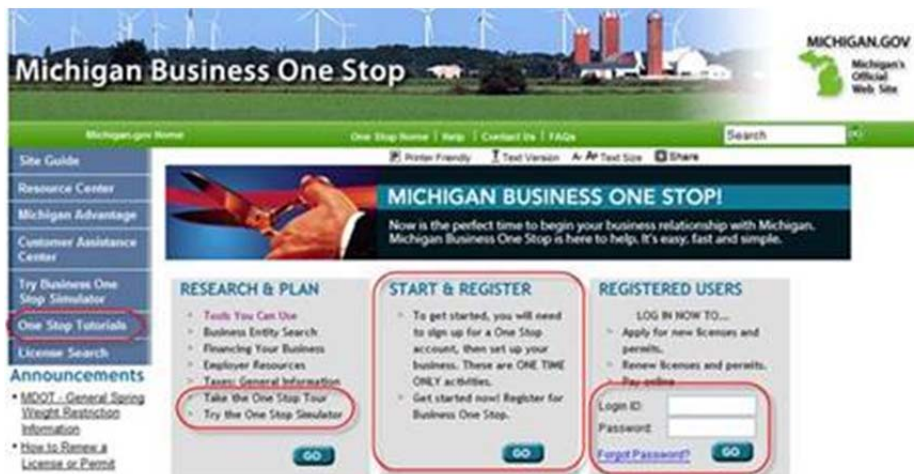 Michigan Business One Stop
MICHIGAN.GOV
Michigan's
Official
Web Site
Michigan.gov Home
One Stop Home | Help | Contact Us | FAQs
Search
Printer Friendly
Text Version
A- A+ Text Size
Share
Site Guide
Resource Center
Michigan Advantage
Customer Assistance
Center
Try Business One
Stop Simulator
One Stop Tutorials
License Search
Announcements
• MDOT - General Spring
Weight Restriction
Information
• How to Renew a
License or Permit
MICHIGAN BUSINESS ONE STOP!
Now is the perfect time to begin your business relationship with Michigan.
Michigan Business One Stop is here to help. It's easy, fast and simple.
RESEARCH & PLAN
Tools You Can Use
Business Entity Search
Financing Your Business
Employer Resources
Taxes: General Information
Take the One Stop Tour
Try the One Stop Simulator
GO
START & REGISTER
To get started, you will need
to sign up for a One Stop
account, then set up your
business. These are ONE TIME
ONLY activities.
Get started now! Register for
Business One Stop.
GO
REGISTERED USERS
LOG IN NOW TO...
Apply for new licenses and
permits.
Renew licenses and permits.
Pay online
Login ID:
Password:
Forgot Password?
GO